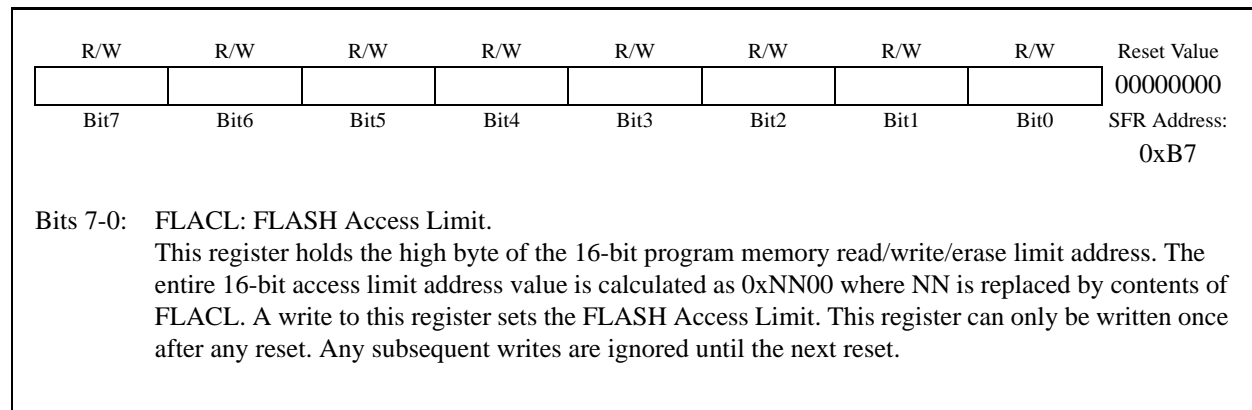 R/W R/W R/W R/W R/W R/W R/W R/W Reset Value
00000000
Bit7 Bit6 Bit5 Bit4 Bit3 Bit2 Bit1 Bit0 SFR Address:
0xB7
Bits 7-0: FLACL: FLASH Access Limit.
This register holds the high byte of the 16-bit program memory read/write/erase limit address. The
entire 16-bit access limit address value is calculated as 0xNN00 where NN is replaced by contents of
FLACL. A write to this register sets the FLASH Access Limit. This register can only be written once
after any reset. Any subsequent writes are ignored until the next reset.